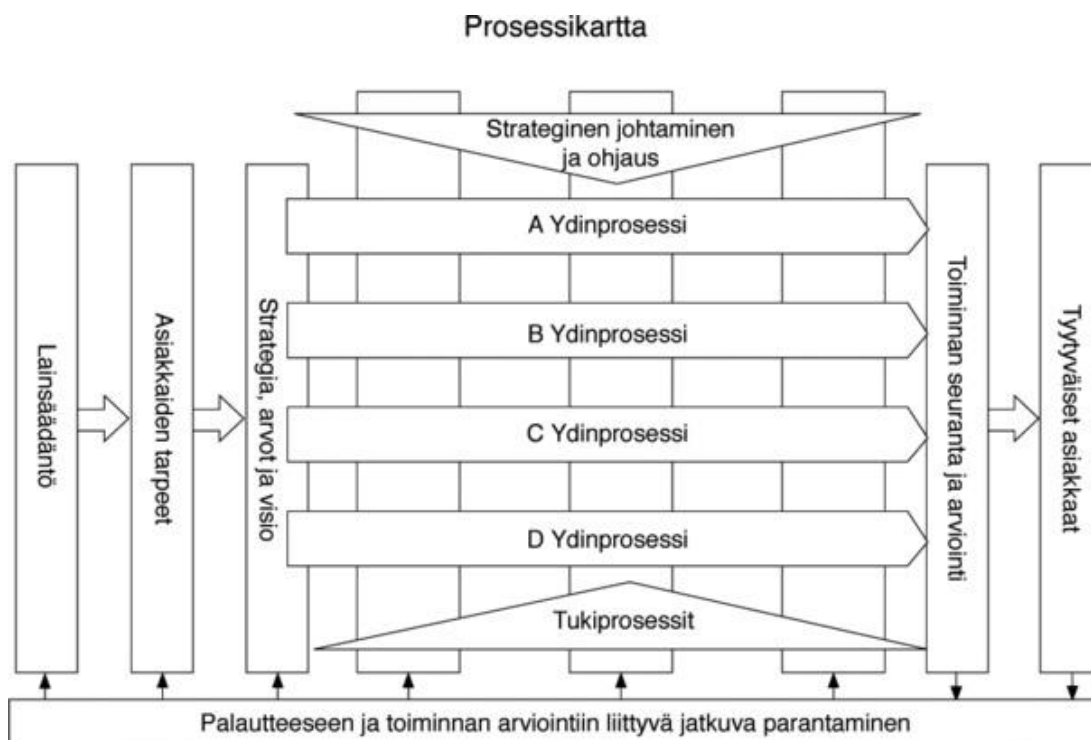 Prosessikartta
Strateginen johtaminen
ja ohjaus
Lainsäädäntö
Asiakkaiden tarpeet
Strategia, arvot ja visio
A Ydinprosessi
B Ydinprosessi
C Ydinprosessi
D Ydinprosessi
Tukiprosessit
Toiminnan seuranta ja arviointi
Tyytyväiset asiakkaat
Palautteeseen ja toiminnan arviointiin liittyvä jatkuva parantaminen